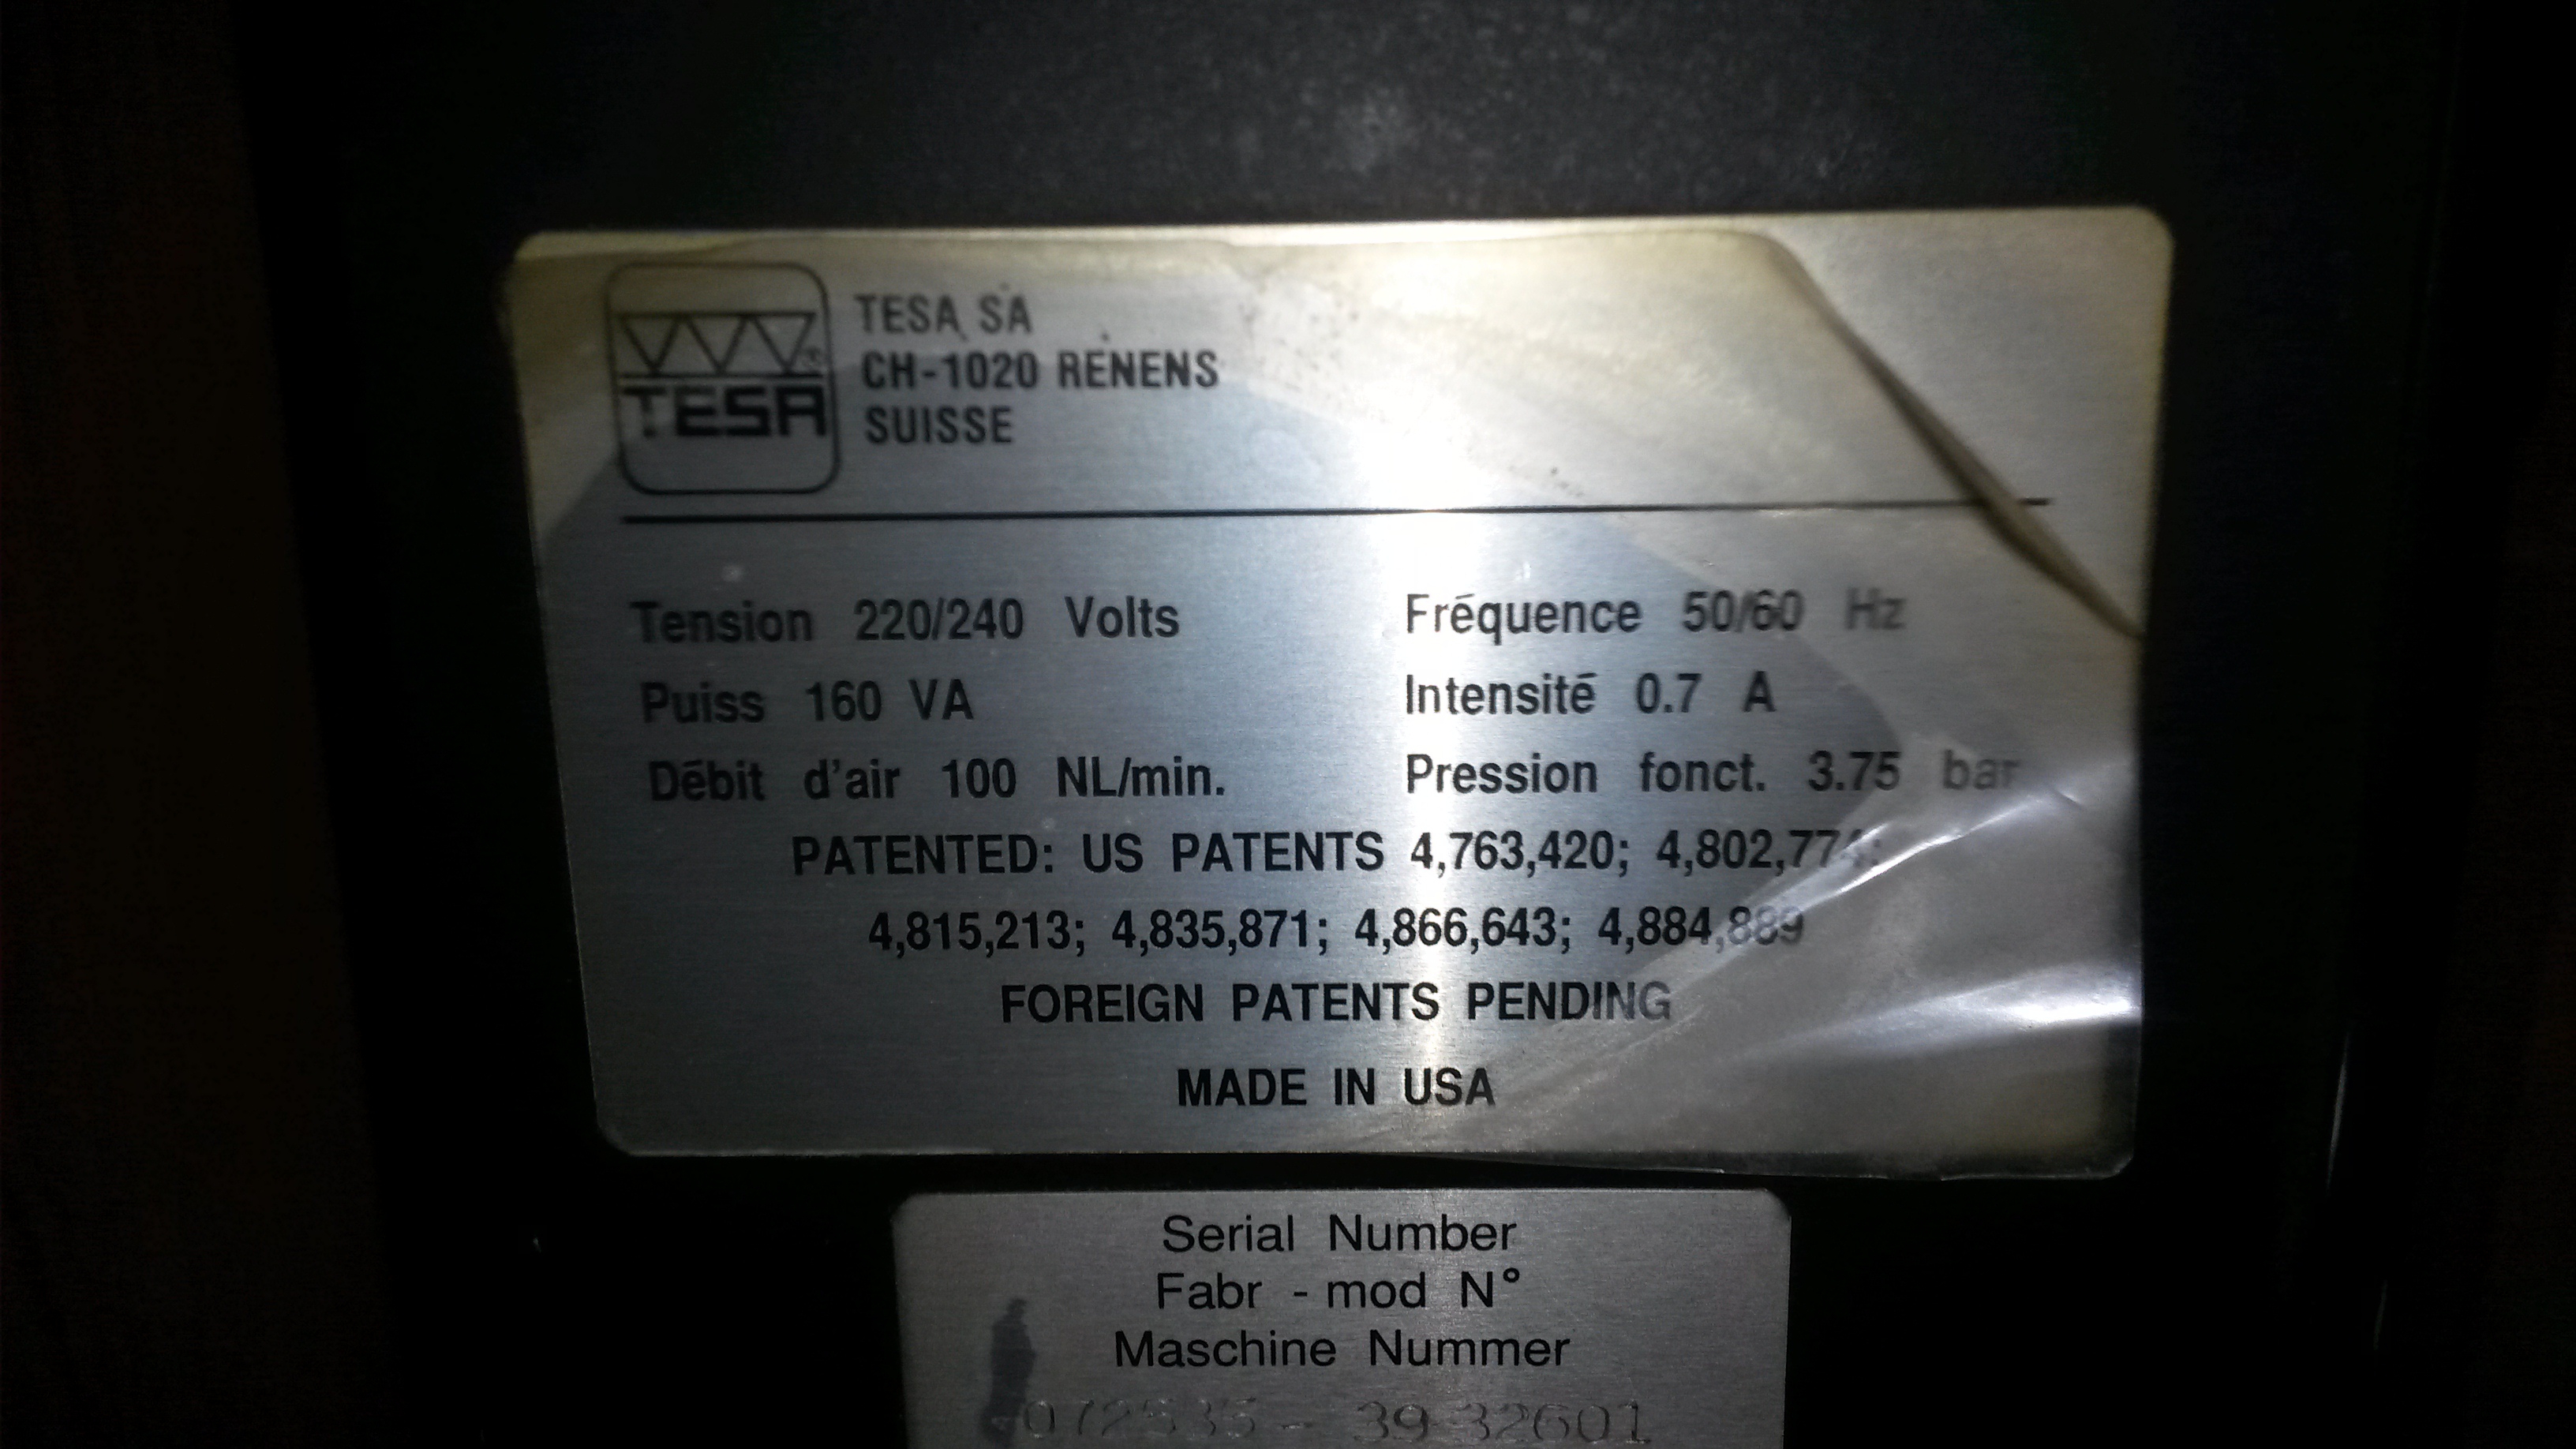 TESA
TESA SA
CH-1020 RENENS
SUISSE
Tension 220/240 Volts Fréquence 50/60 Hz
Puiss 160 VA Intensité 0.7 A
Débit d'air 100 NL/min. Pression fonct. 3.75 bar
PATENTED: US PATENTS 4,763,420; 4,802,774;
4,815,213; 4,835,871; 4,866,643; 4,884,889
FOREIGN PATENTS PENDING
MADE IN USA
Serial Number
Fabr - mod N°
Maschine Nummer
- 39 32601